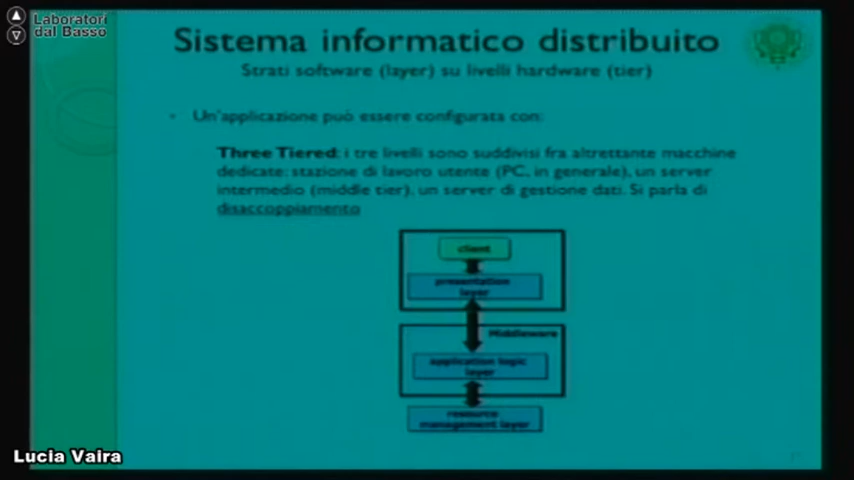 Laboratori
dal Basso
Sistema informatico distribuito
Strati software (layer) su livelli hardware (tier)
• Un'applicazione può essere configurata con:
Three Tiered: i tre livelli sono suddivisi fra altrettante macchine
dedicate: stazione di lavoro utente (PC, in generale), un server
intermedio (middle tier), un server di gestione dati. Si parla di
disaccoppiamento
client
presentation
layer
Middleware
application logic
layer
resource
management layer
Lucia Vaira